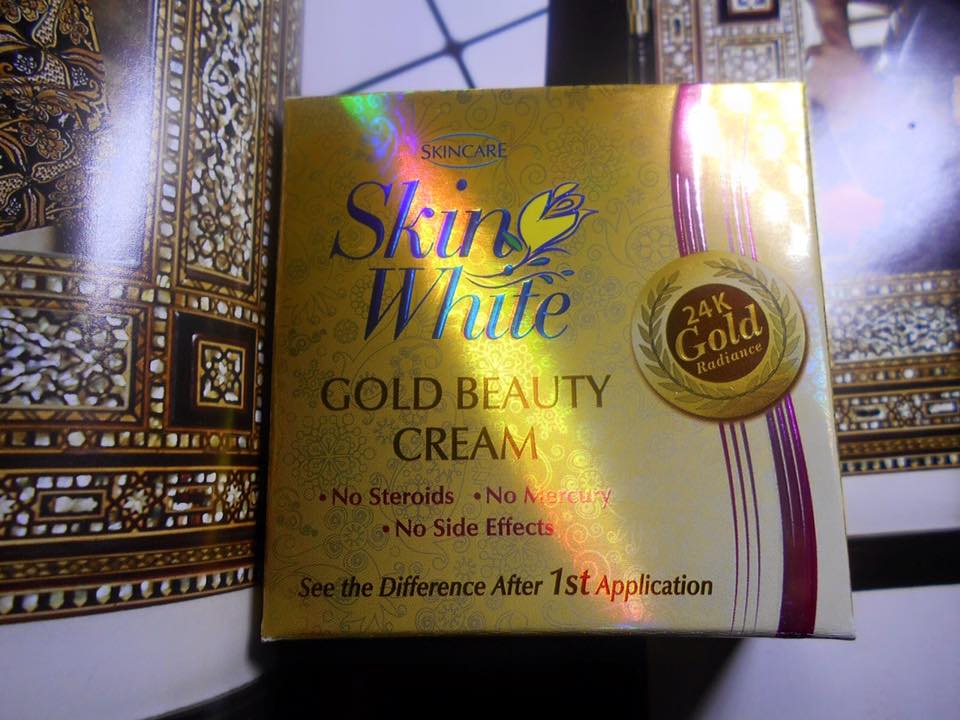 SKINCARE
Skin
White
24K
Gold
Radiance
GOLD BEAUTY
CREAM
• No Steroids • No Mercury
• No Side Effects
See the Difference After 1st Application